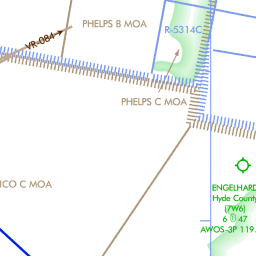 PHELPS B MOA
R-5314C
VR-084
PHELPS C MOA
ICO C MOA
ENGELHARD
Hyde County
(7W6)
6 47
AWOS-3P 119.